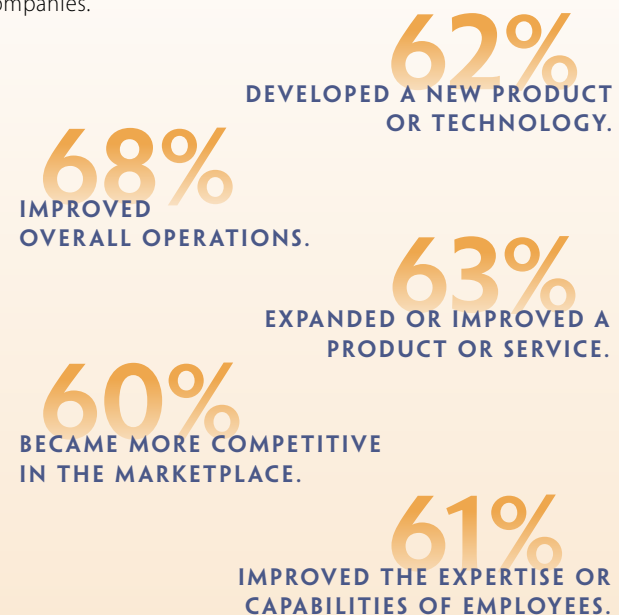 ompanies.
62%
DEVELOPED A NEW PRODUCT
OR TECHNOLOGY.
68%
IMPROVED
OVERALL OPERATIONS.
63%
EXPANDED OR IMPROVED A
PRODUCT OR SERVICE.
60%
BECAME MORE COMPETITIVE
IN THE MARKETPLACE.
61%
IMPROVED THE EXPERTISE OR
CAPABILITIES OF EMPLOYEES.